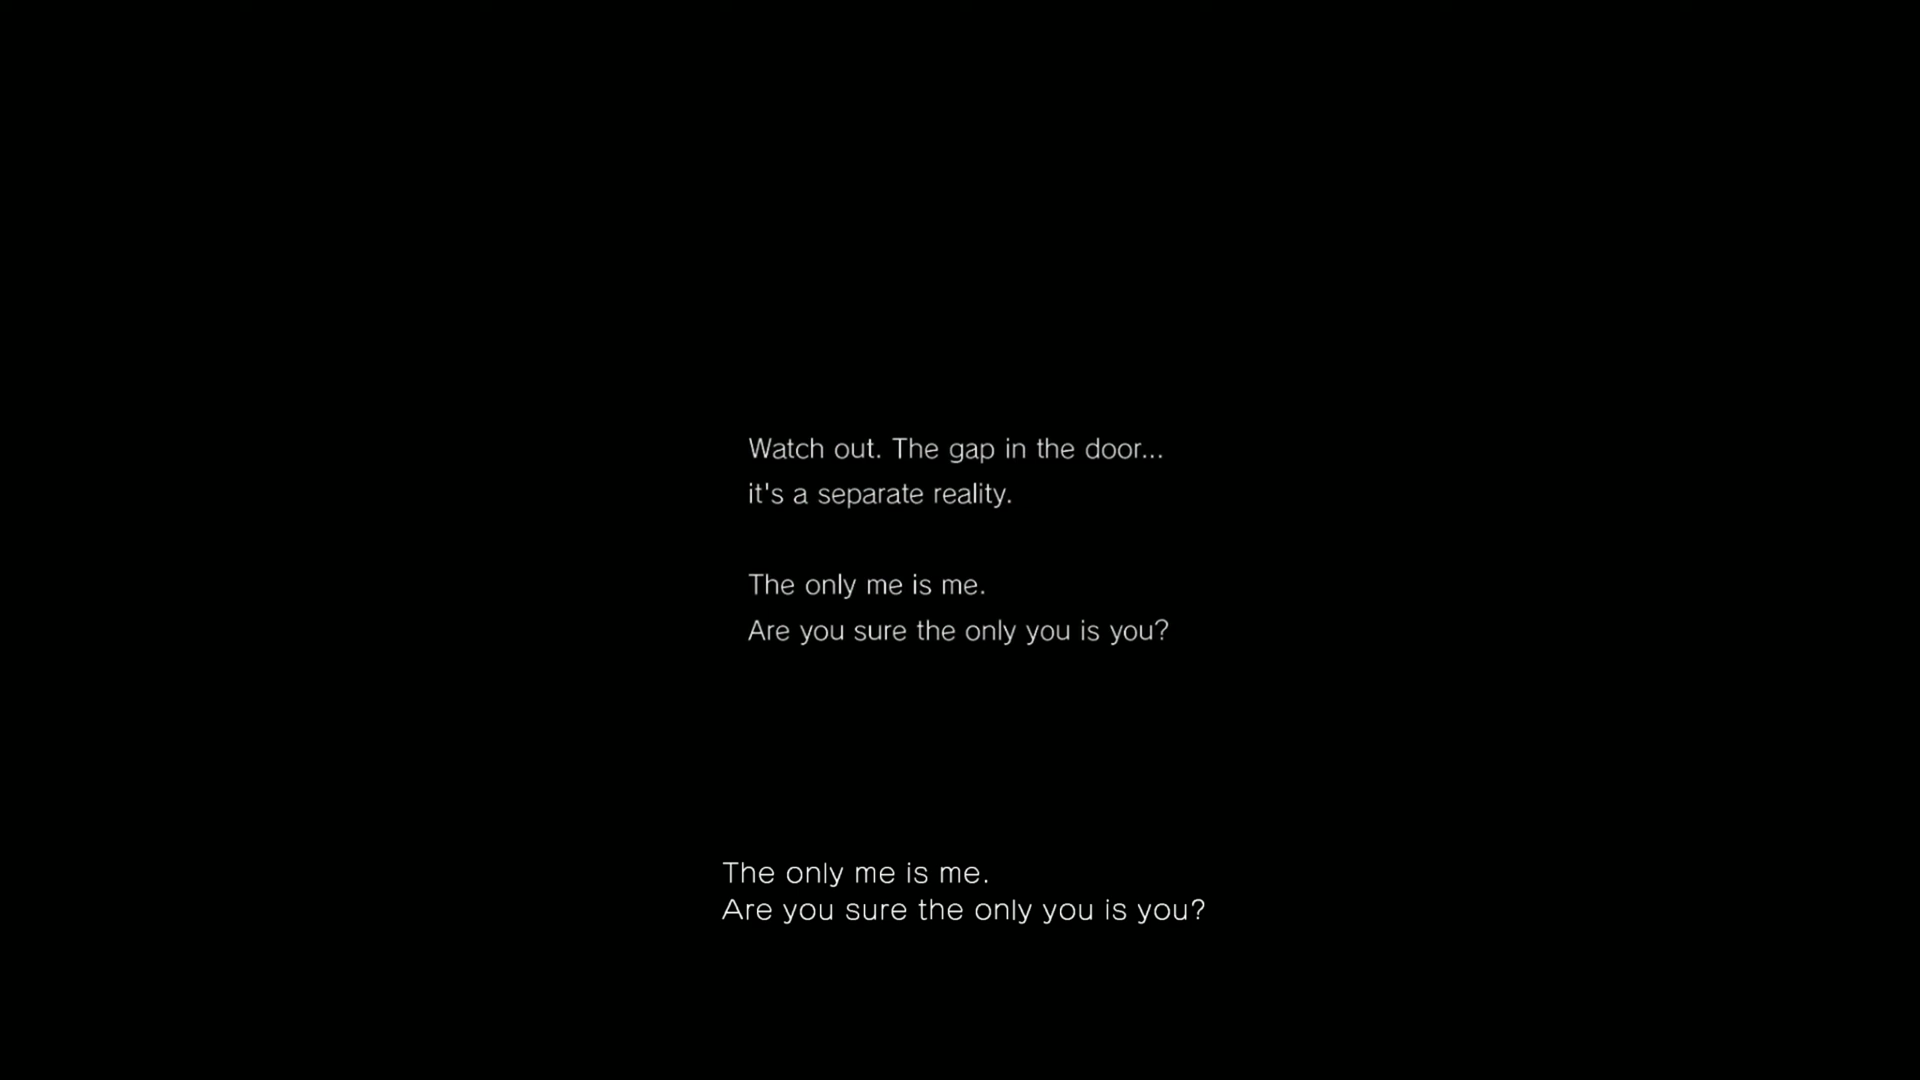 Watch out. The gap in the door...
it's a separate reality.
The only me is me.
Are you sure the only you is you?
The only me is me.
Are you sure the only you is you?